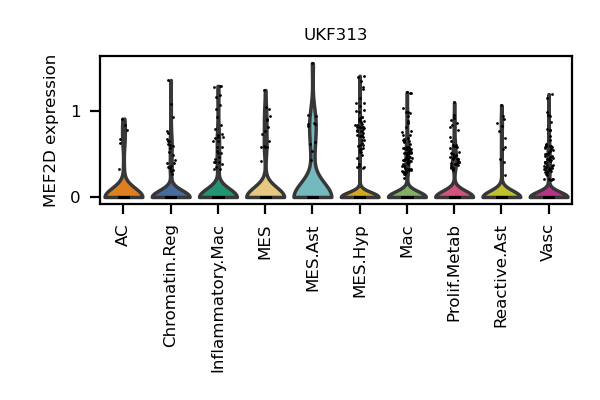 UKF313
MEF2D expression
1
0
AC
Chromatin.Reg
Inflammatory.Mac
MES
MES.Ast
MES.Hyp
Mac
Prolif.Metab
Reactive.Ast
Vasc